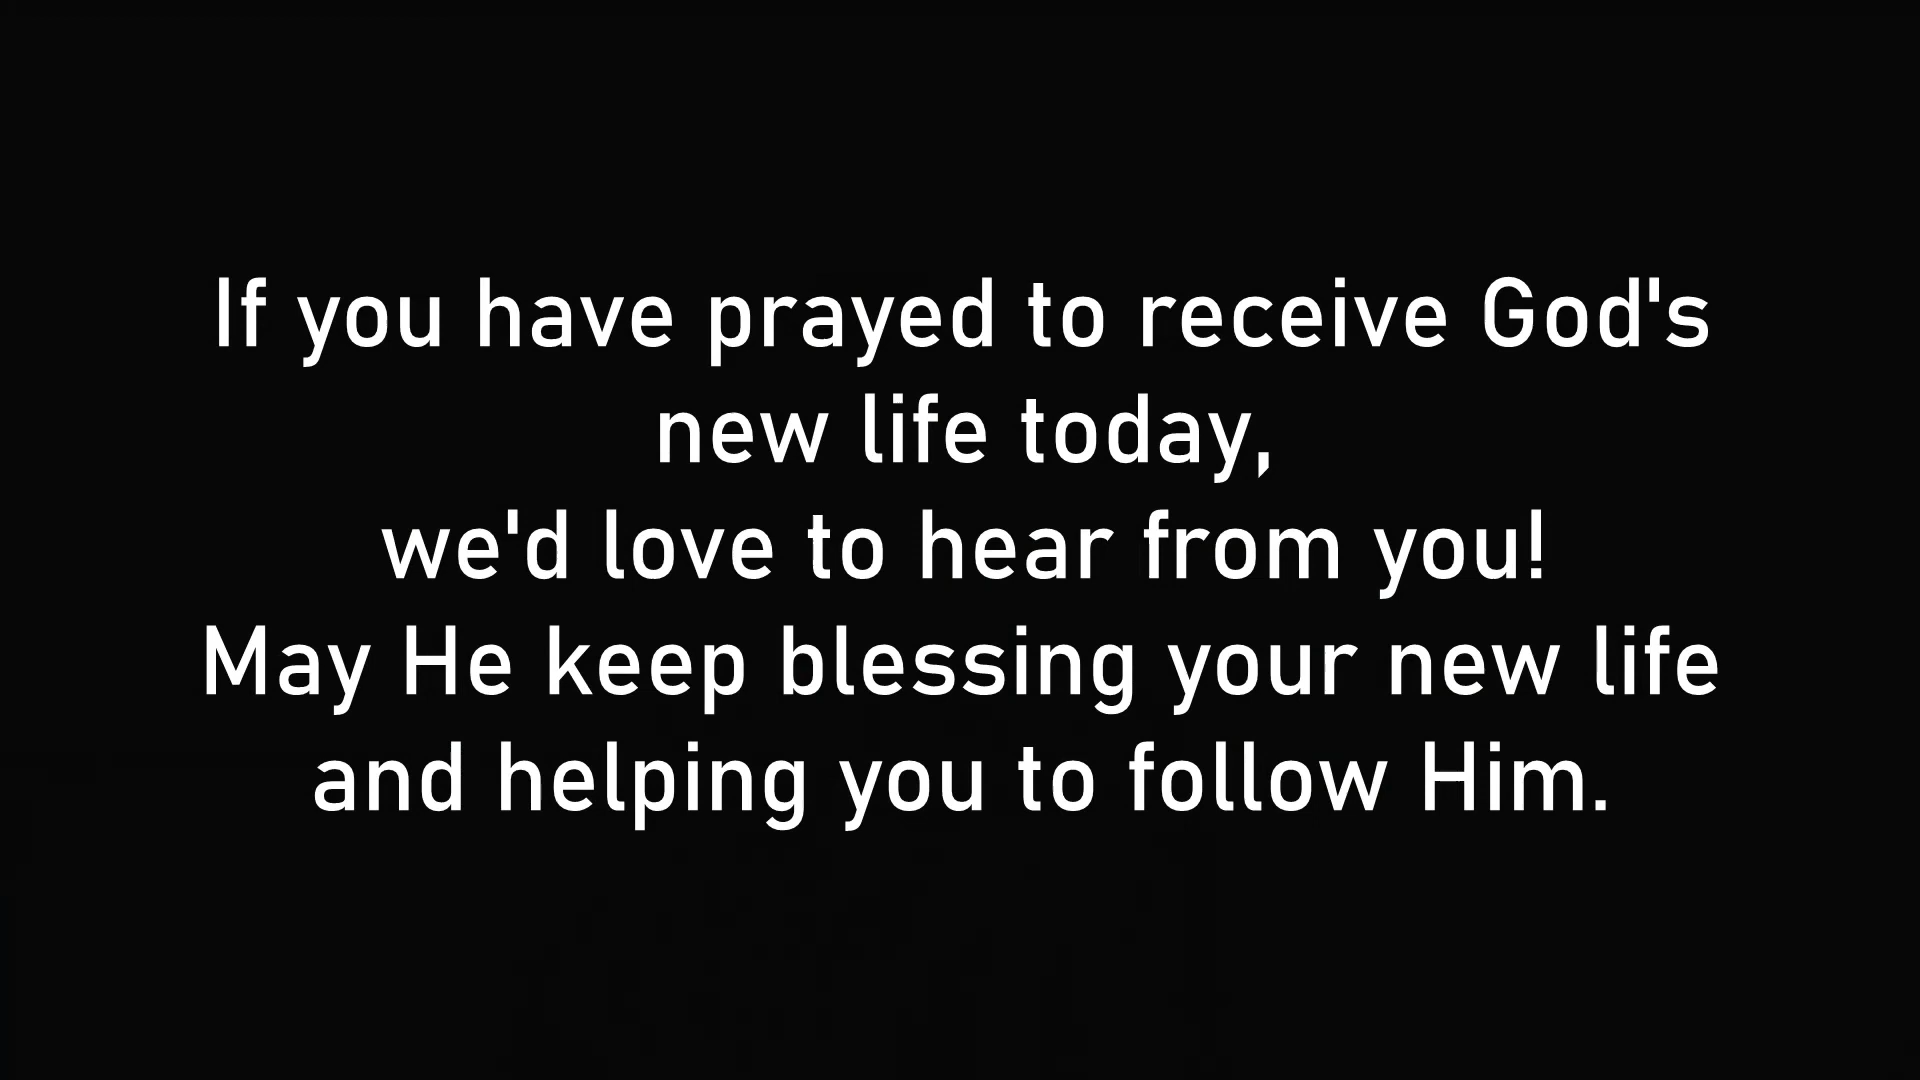 If you have prayed to receive God's
new life today,
we'd love to hear from you!
May He keep blessing your new life
and helping you to follow Him.